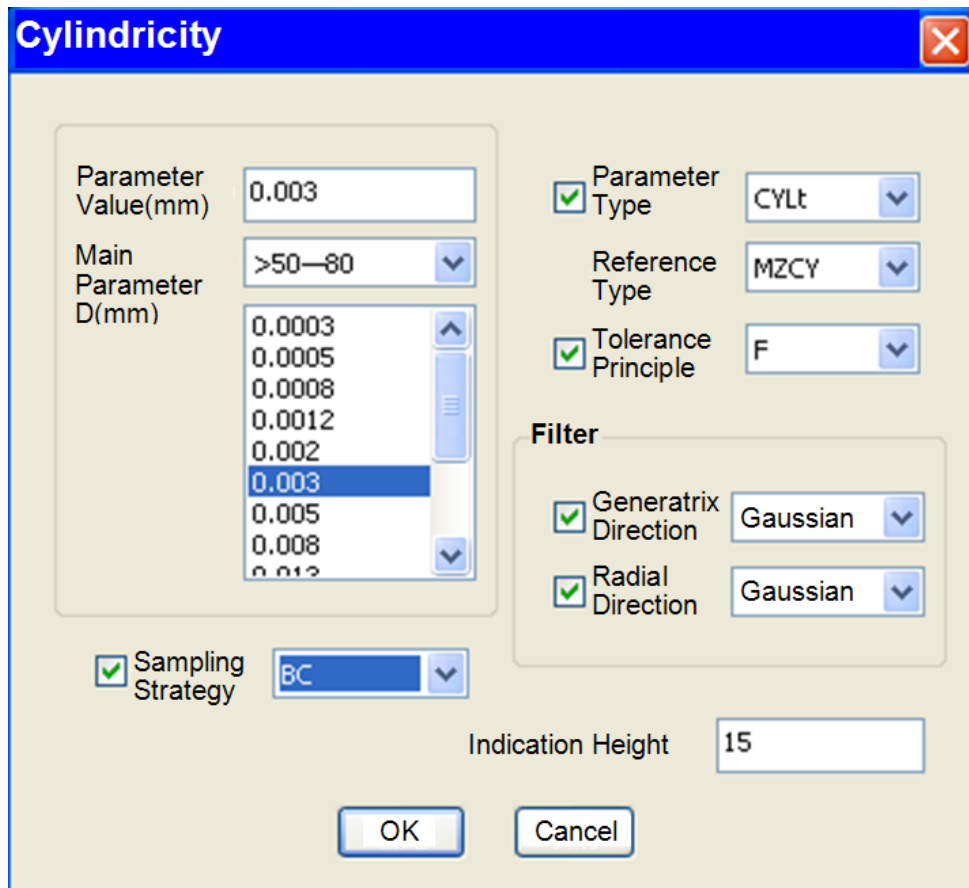 Cylindricity
Parameter
Value(mm)
0.003
Main
Parameter
D(mm)
>50—80
0.0003
0.0005
0.0008
0.0012
0.002
0.003
0.005
0.008
0.013
Sampling
Strategy
BC
Parameter
Type
CYLt
Reference
Type
MZCY
Tolerance
Principle
F
Filter
Generatrix
Direction
Gaussian
Radial
Direction
Gaussian
Indication Height
15
OK
Cancel